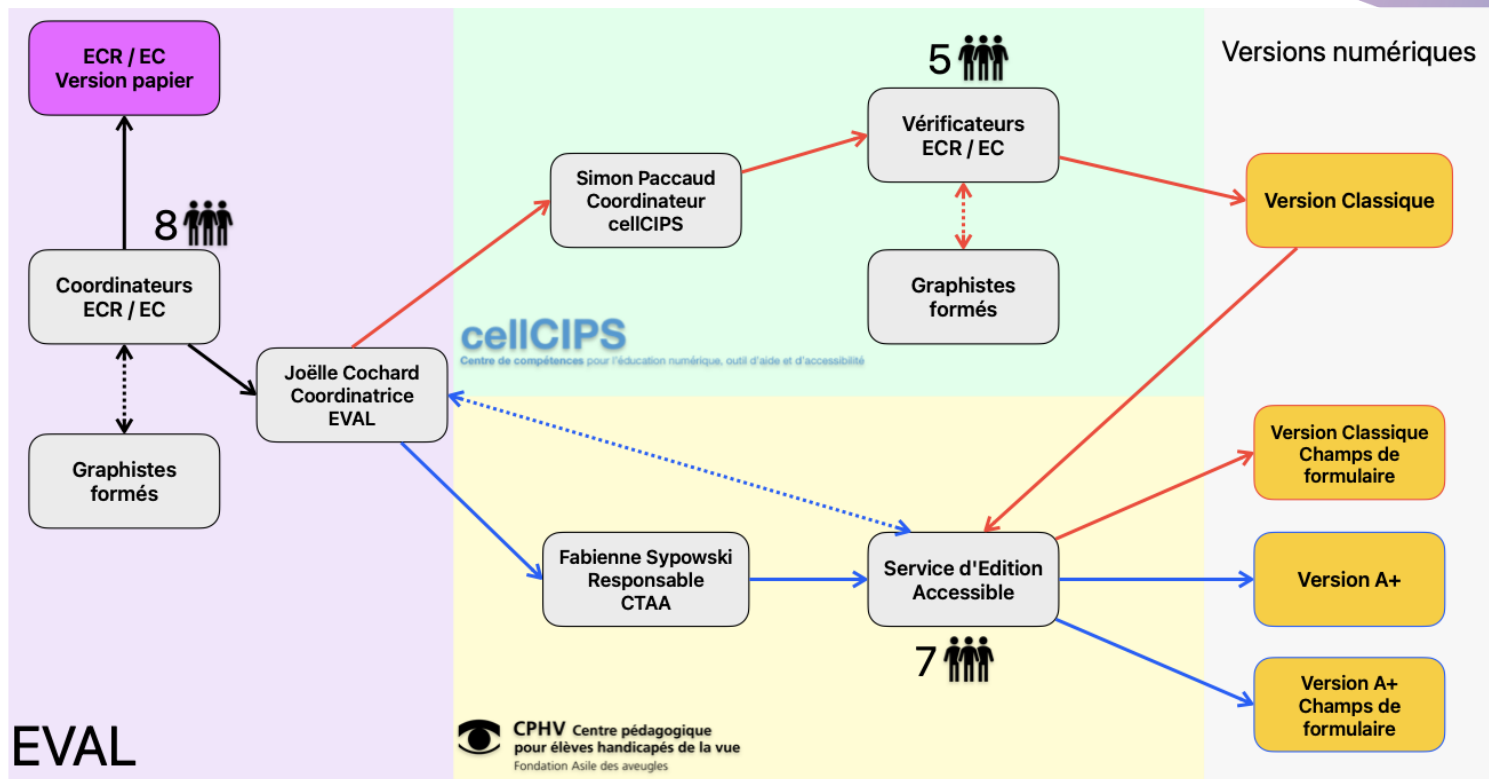 ECR / EC
Version papier
8
Coordinateurs
ECR / EC
Graphistes
formés
Joëlle Cochard
Coordinatrice
EVAL
EVAL
5
Vérificateurs
ECR / EC
Simon Paccaud
Coordinateur
cellCIPS
Graphistes
formés
cellCIPS
Centre de compétences pour l'éducation numérique, outil d'aide et d'accessibilité
Fabienne Sypowski
Responsable
CTAA
Service d'Edition
Accessible
7
CPHV Centre pédagogique
pour élèves handicapés de la vue
Fondation Asile des aveugles
Versions numériques
Version Classique
Version Classique
Champs de
formulaire
Version A+
Version A+
Champs de
formulaire